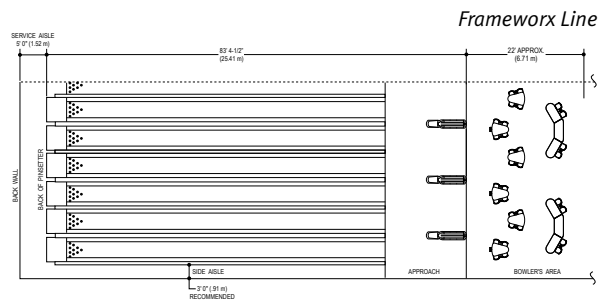 Frameworx Line
SERVICE AISLE
5' 0" (1.52 m)
83' 4-1/2"
(25.41 m)
22' APPROX.
(6.71 m)
BACK WALL
BACK OF PINSETTER
SIDE AISLE
APPROACH
BOWLER'S AREA
3' 0" (.91 m)
RECOMMENDED